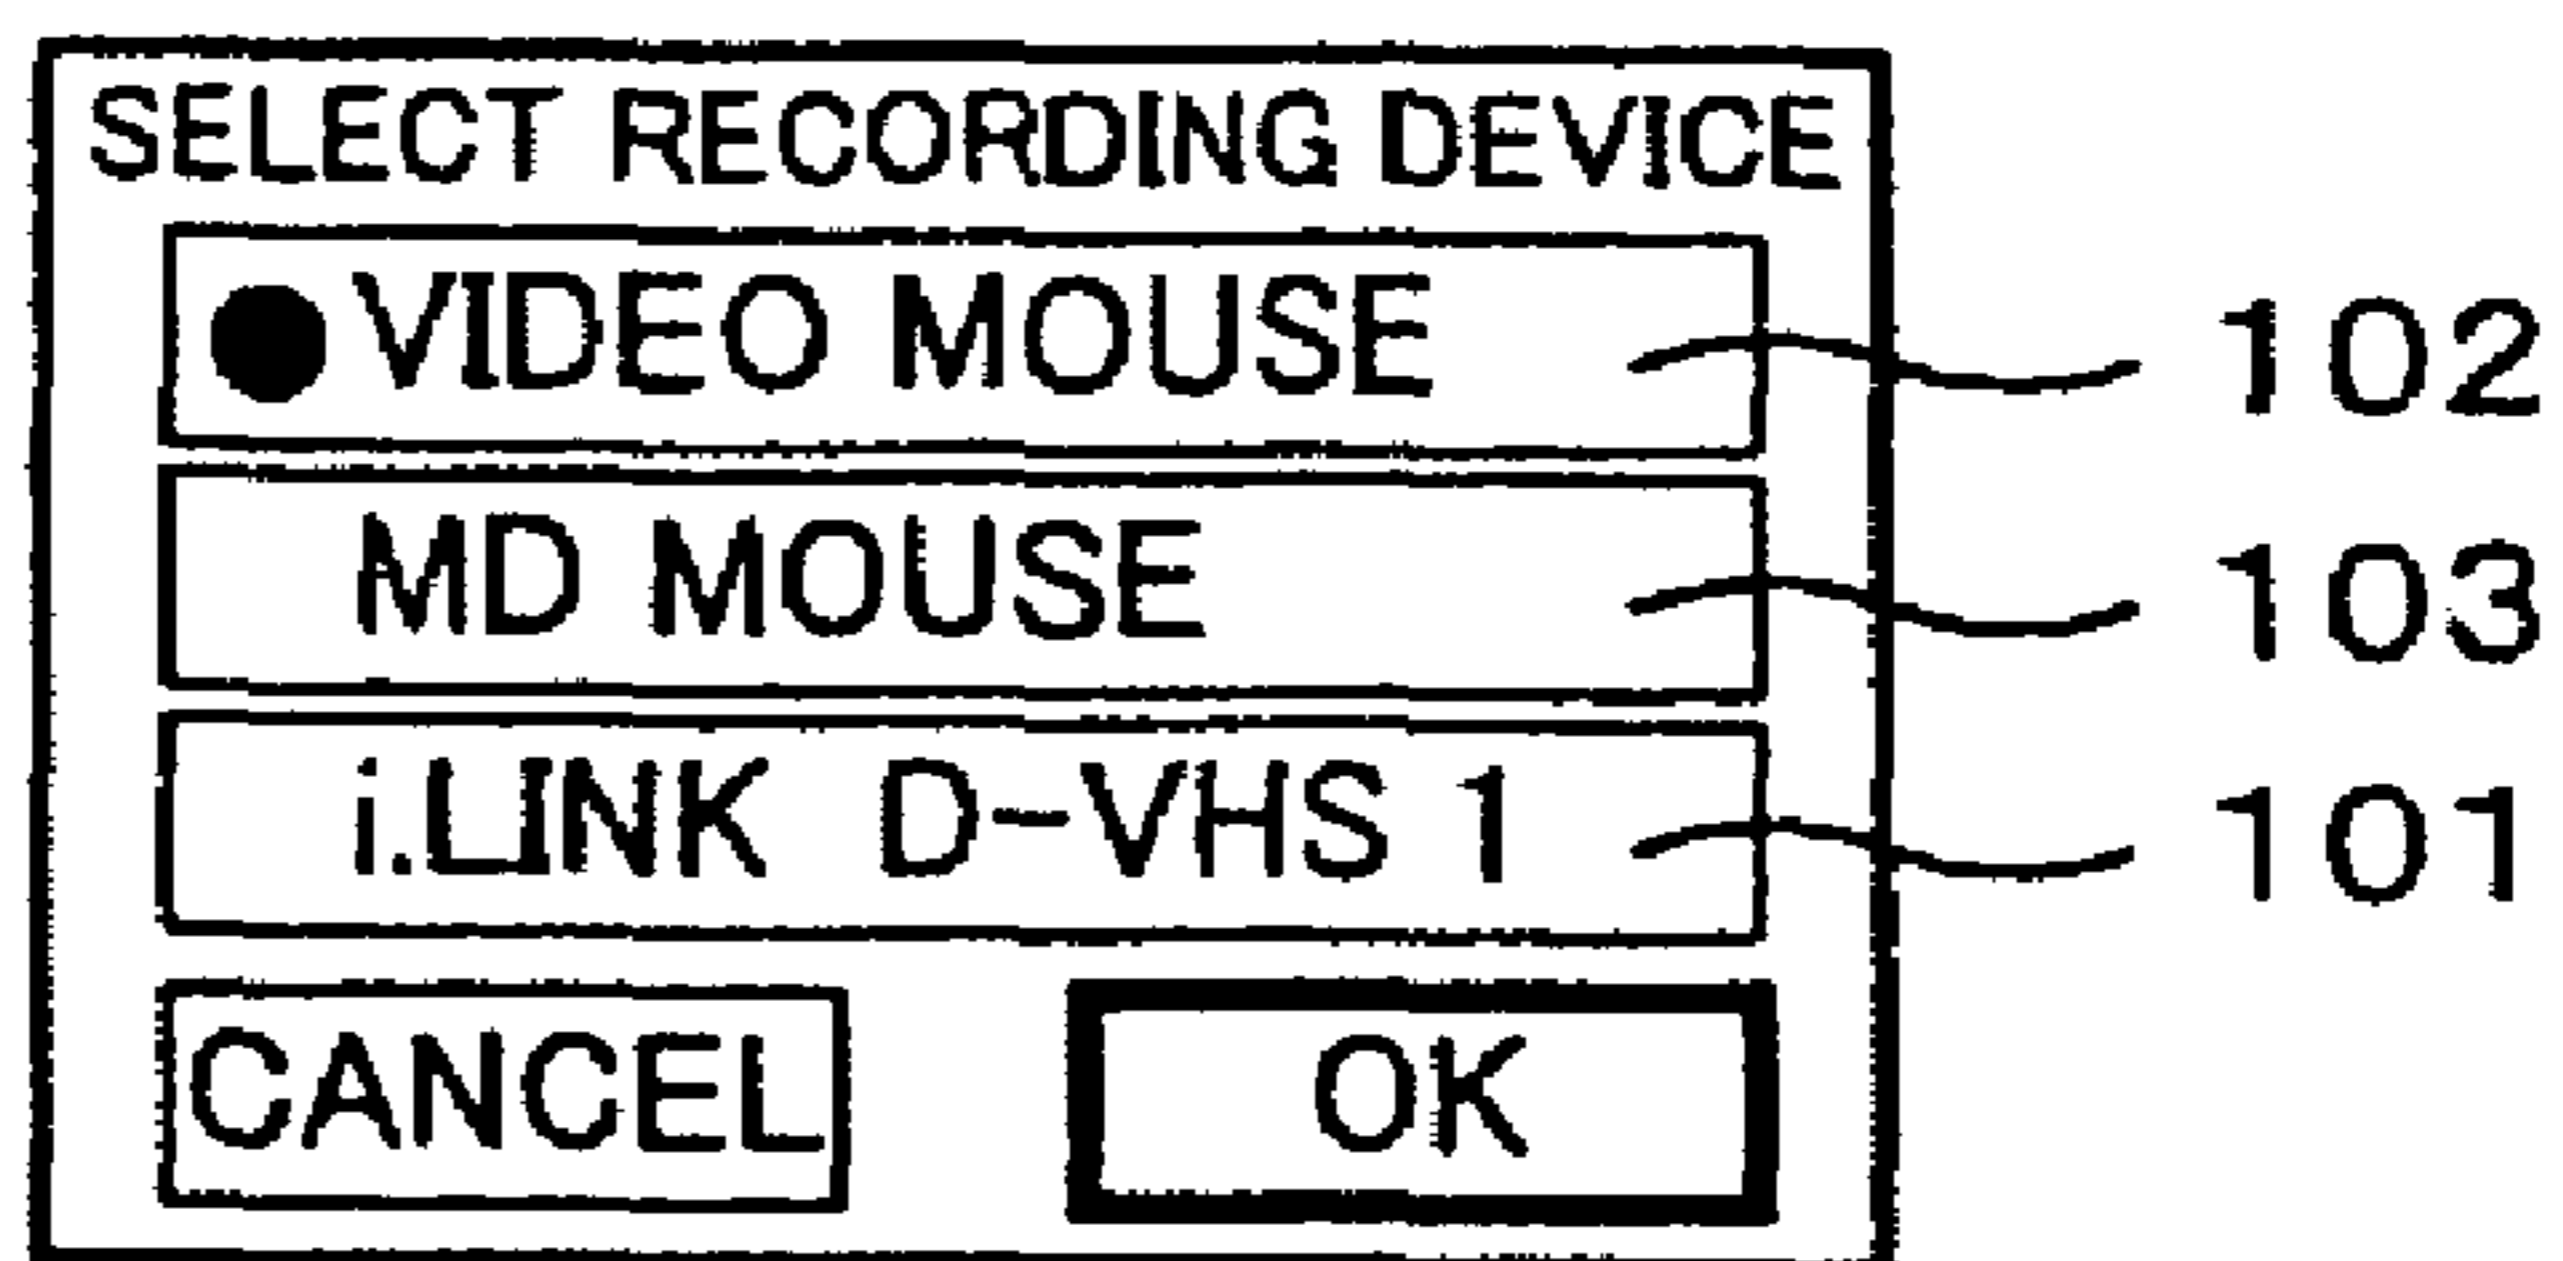 SELECT RECORDING DEVICE
●VIDEO MOUSE 102
MD MOUSE 103
i.LINK D-VHS 1 101
CANCEL OK